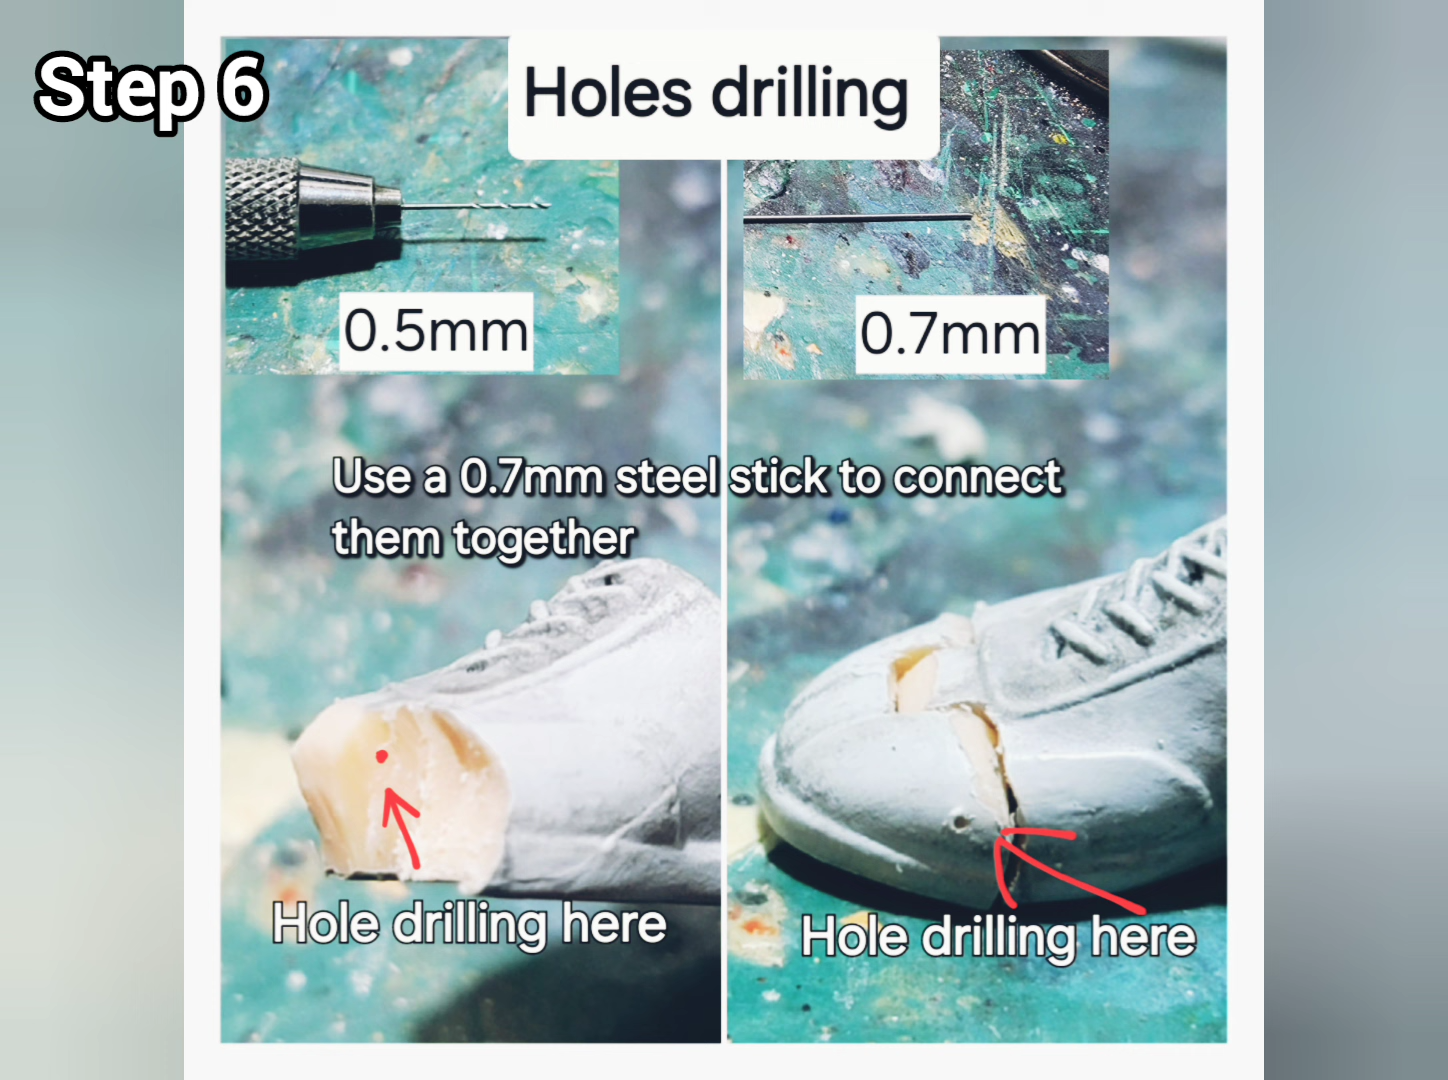 Step 6
Holes drilling
0.5mm
0.7mm
Use a 0.7mm steel stick to connect
them together
Hole drilling here
Hole drilling here